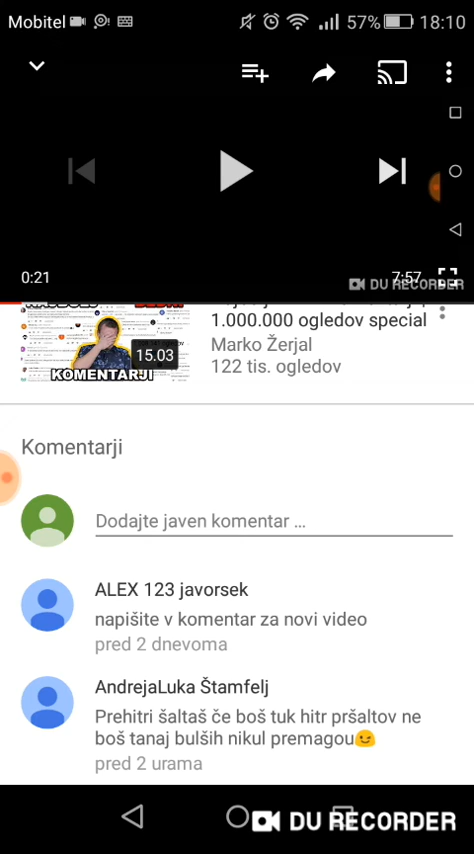 Mobitel 57% 18:10
0:21 7:57
DU RECORDER
1.000.000 ogledov special
Marko Žerjal
122 tis. ogledov
15.03
KOMENTARJI
Komentarji
Dodajte javen komentar ...
ALEX 123 javorsek
napišite v komentar za novi video
pred 2 dnevoma
AndrejaLuka Štamfelj
Prehitri šaltaš če boš tuk hitr pršaltov ne
boš tanaj bulših nikul premagou😉
pred 2 urama
DU RECORDER